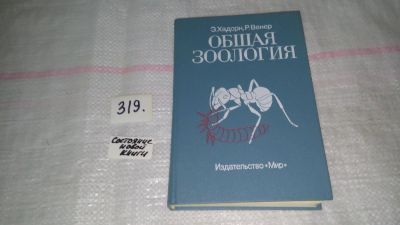 Э. Хадорн, Р. Венер
ОБЩАЯ
ЗООЛОГИЯ
Издательство «Мир»
319.
Состояние
новой
книги